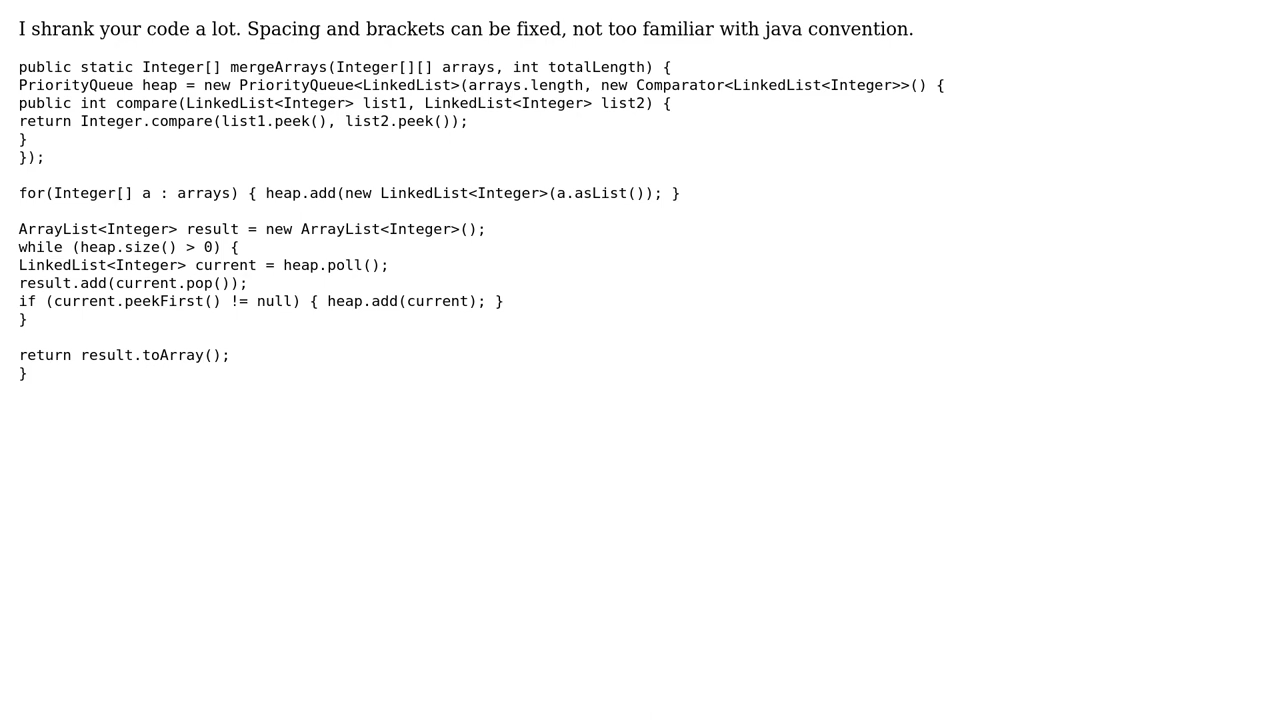 I shrank your code a lot. Spacing and brackets can be fixed, not too familiar with java convention.
public static Integer[] mergeArrays(Integer[][] arrays, int totalLength) {
PriorityQueue heap = new PriorityQueue<LinkedList>(arrays.length, new Comparator<LinkedList<Integer>>() {
public int compare(LinkedList<Integer> list1, LinkedList<Integer> list2) {
return Integer.compare(list1.peek(), list2.peek());
}
});
for(Integer[] a : arrays) { heap.add(new LinkedList<Integer>(a.asList()); }
ArrayList<Integer> result = new ArrayList<Integer>();
while (heap.size() > 0) {
LinkedList<Integer> current = heap.poll();
result.add(current.pop());
if (current.peekFirst() != null) { heap.add(current); }
}
return result.toArray();
}